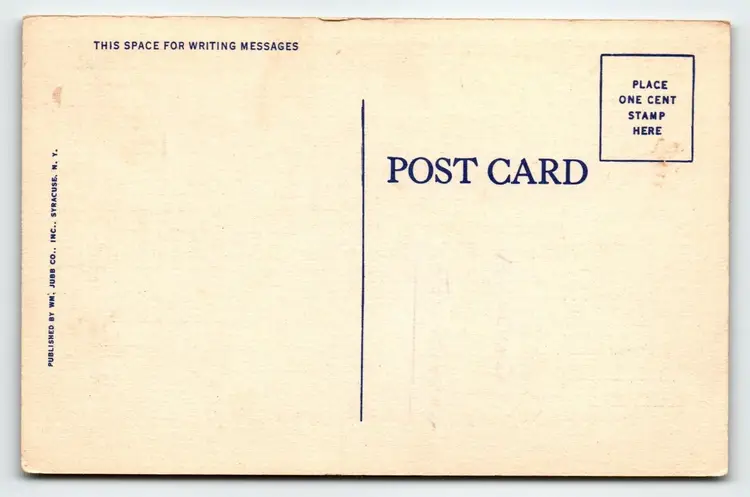 THIS SPACE FOR WRITING MESSAGES
PLACE
ONE CENT
STAMP
HERE
POST CARD
PUBLISHED BY WM. JUBB CO., INC., SYRACUSE, N. Y.